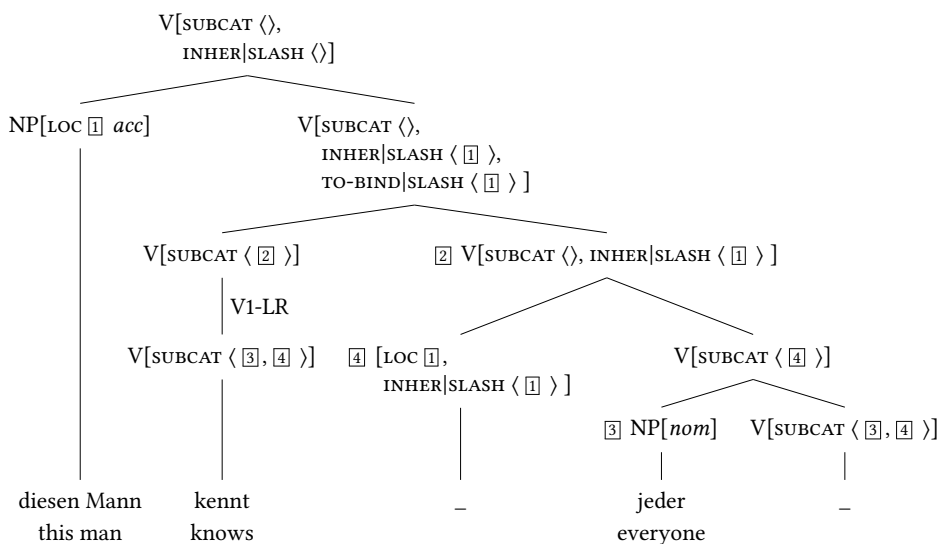 V[SUBCAT ⟨⟩,
INHER|SLASH ⟨⟩]
NP[LOC 1 acc] V[SUBCAT ⟨⟩,
INHER|SLASH ⟨ 1 ⟩,
TO-BIND|SLASH ⟨ 1 ⟩ ]
V[SUBCAT ⟨ 2 ⟩] 2 V[SUBCAT ⟨⟩, INHER|SLASH ⟨ 1 ⟩ ]
V1-LR
V[SUBCAT ⟨ 3, 4 ⟩] 4 [LOC 1, V[SUBCAT ⟨ 4 ⟩]
INHER|SLASH ⟨ 1 ⟩ ]
3 NP[nom] V[SUBCAT ⟨ 3, 4 ⟩]
diesen Mann kennt _ jeder _
this man knows everyone